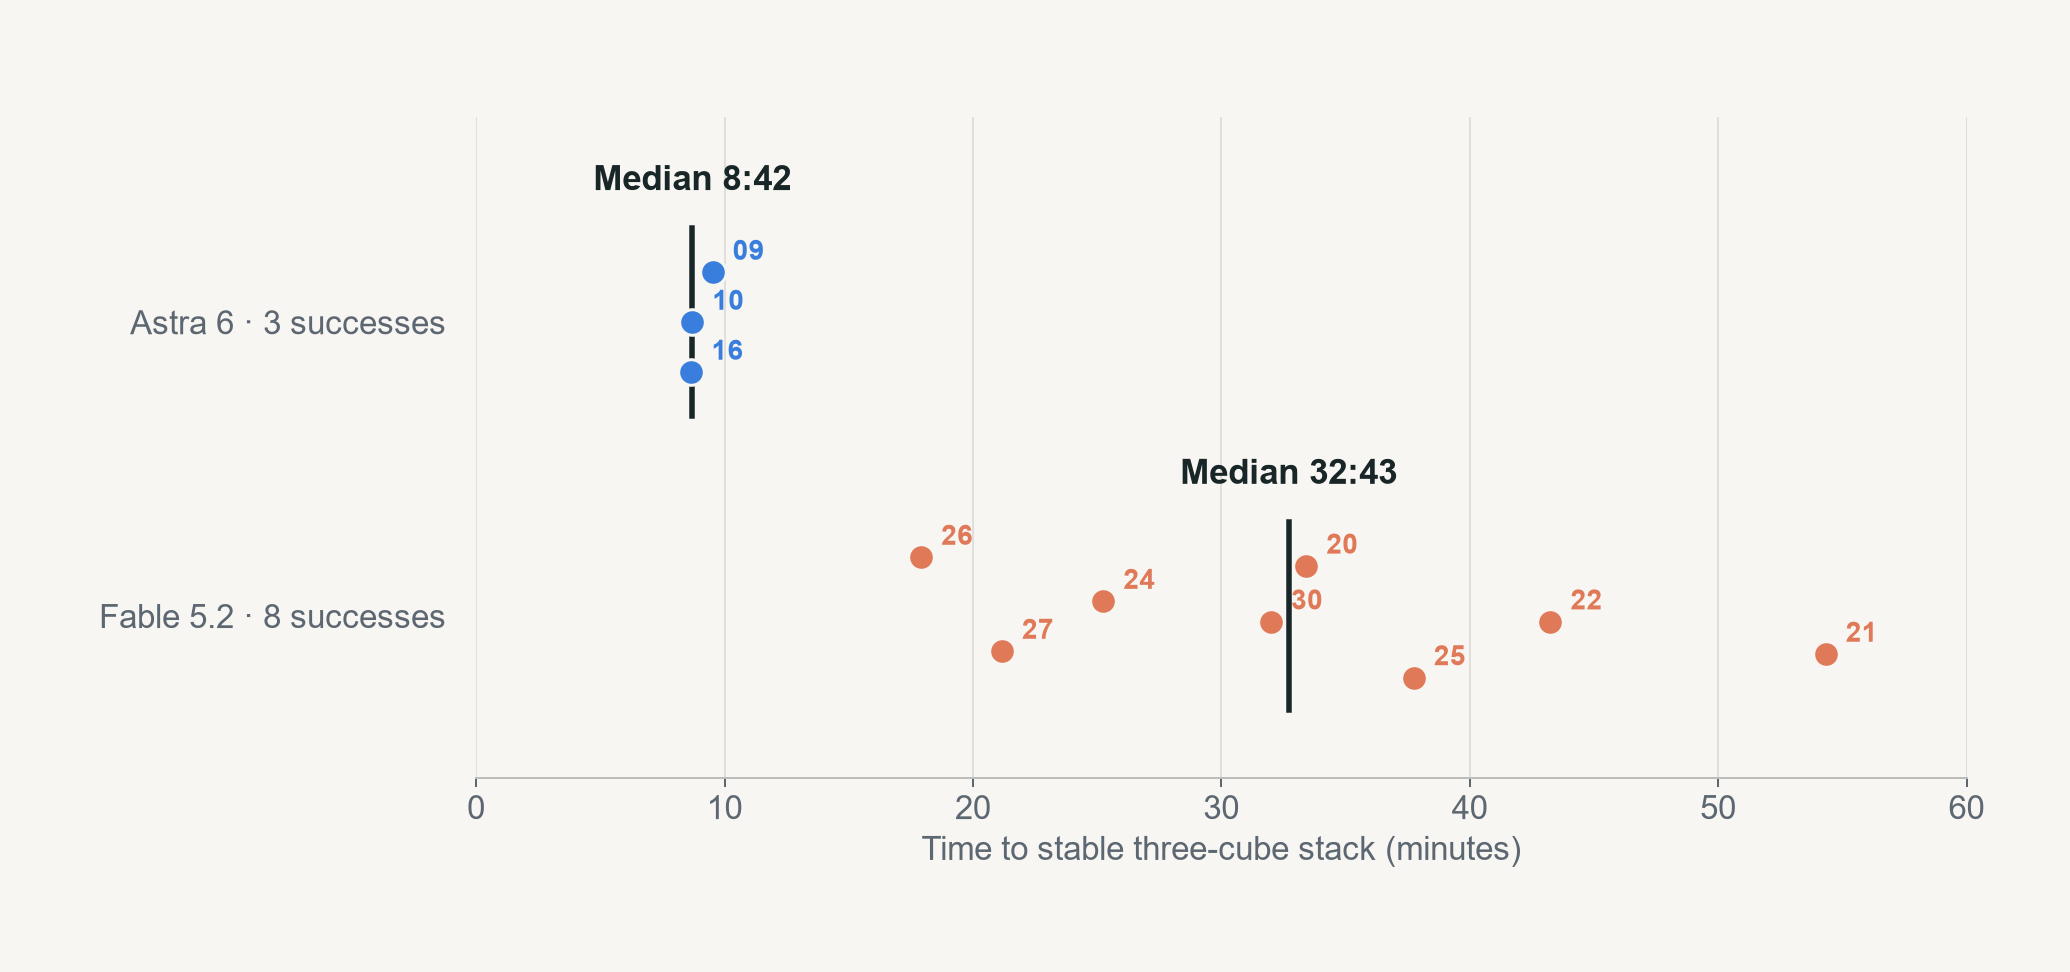 Median 8:42
09
10
Astra 6 · 3 successes
16
Median 32:43
26
20
24
30
22
Fable 5.2 · 8 successes
27
21
25
0 10 20 30 40 50 60
Time to stable three-cube stack (minutes)